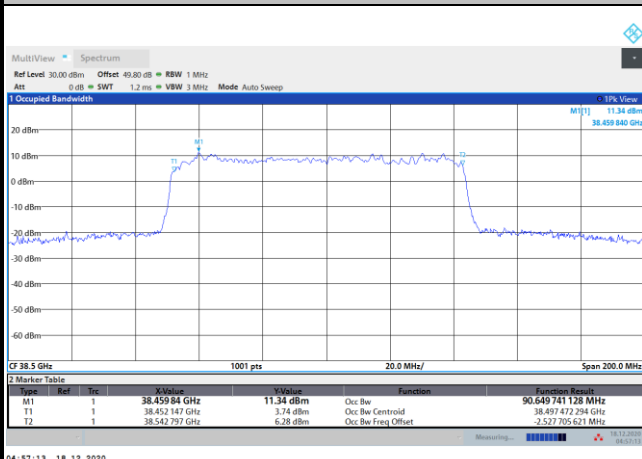 MultiView Spectrum
Ref Level 30.00 dBm Offset 49.80 dB RBW 1 MHz
Att 0 dB SWT 1.2 ms VBW 3 MHz Mode Auto Sweep
1 Occupied Bandwidth 1Pk View
M1[1] 11.34 dBm
38.459 840 GHz
20 dBm
M1
10 dBm
T1
T2
0 dBm
-10 dBm
-20 dBm
-30 dBm
-40 dBm
-50 dBm
-60 dBm
CF 38.5 GHz 1001 pts 20.0 MHz/ Span 200.0 MHz
2 Marker Table
Type Ref Trc X-Value Y-Value Function Function Result
M1 1 38.459 84 GHz 11.34 dBm Occ Bw 90.649 741 128 MHz
T1 1 38.452 147 GHz 3.74 dBm Occ Bw Centroid 38.497 472 294 GHz
T2 1 38.542 797 GHz 6.28 dBm Occ Bw Freq Offset -2.527 705 621 MHz
Measuring... 18.12.2020
04:57:13
04:57:13 18.12.2020